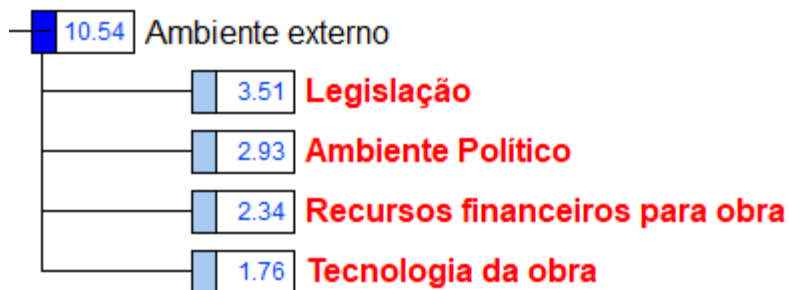 10.54 Ambiente externo
3.51 Legislação
2.93 Ambiente Político
2.34 Recursos financeiros para obra
1.76 Tecnologia da obra